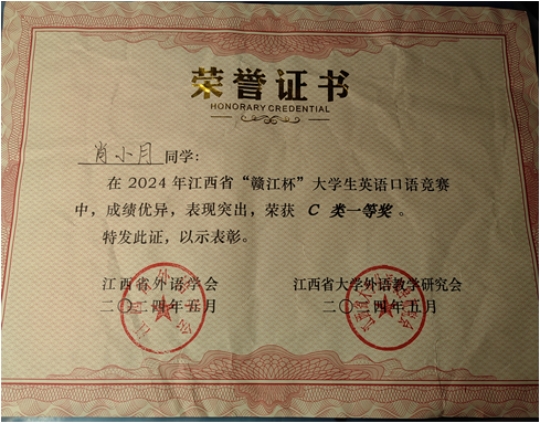 荣誉证书
HONORARY CREDENTIAL
肖小月 同学：
在 2024 年江西省“赣江杯”大学生英语口语竞赛
中，成绩优异，表现突出，荣获 C 类一等奖 。
特发此证，以示表彰。
江西省外语学会 江西省大学外语教学研究会
二〇二四年五月 二〇二四年五月